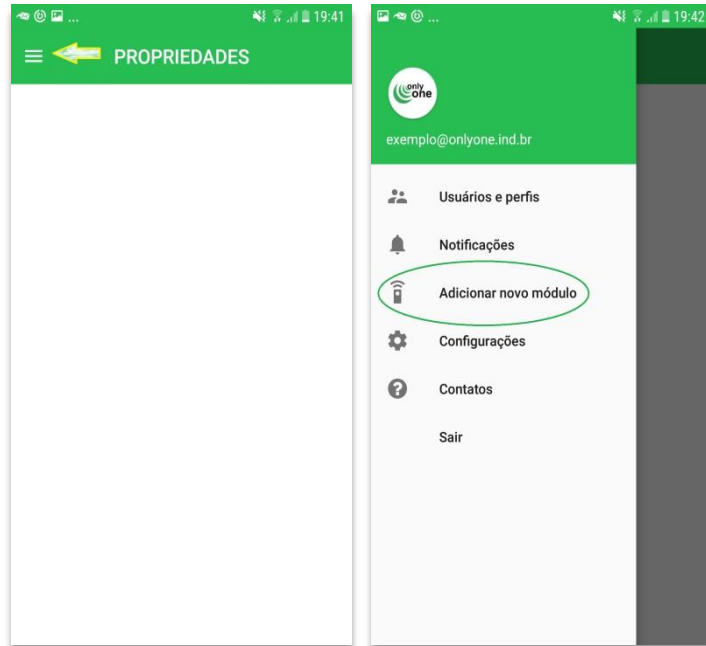 ... 19:41
PROPRIEDADES
... 19:42
only
one
exemplo@onlyone.ind.br
Usuários e perfis
Notificações
Adicionar novo módulo
Configurações
Contatos
Sair